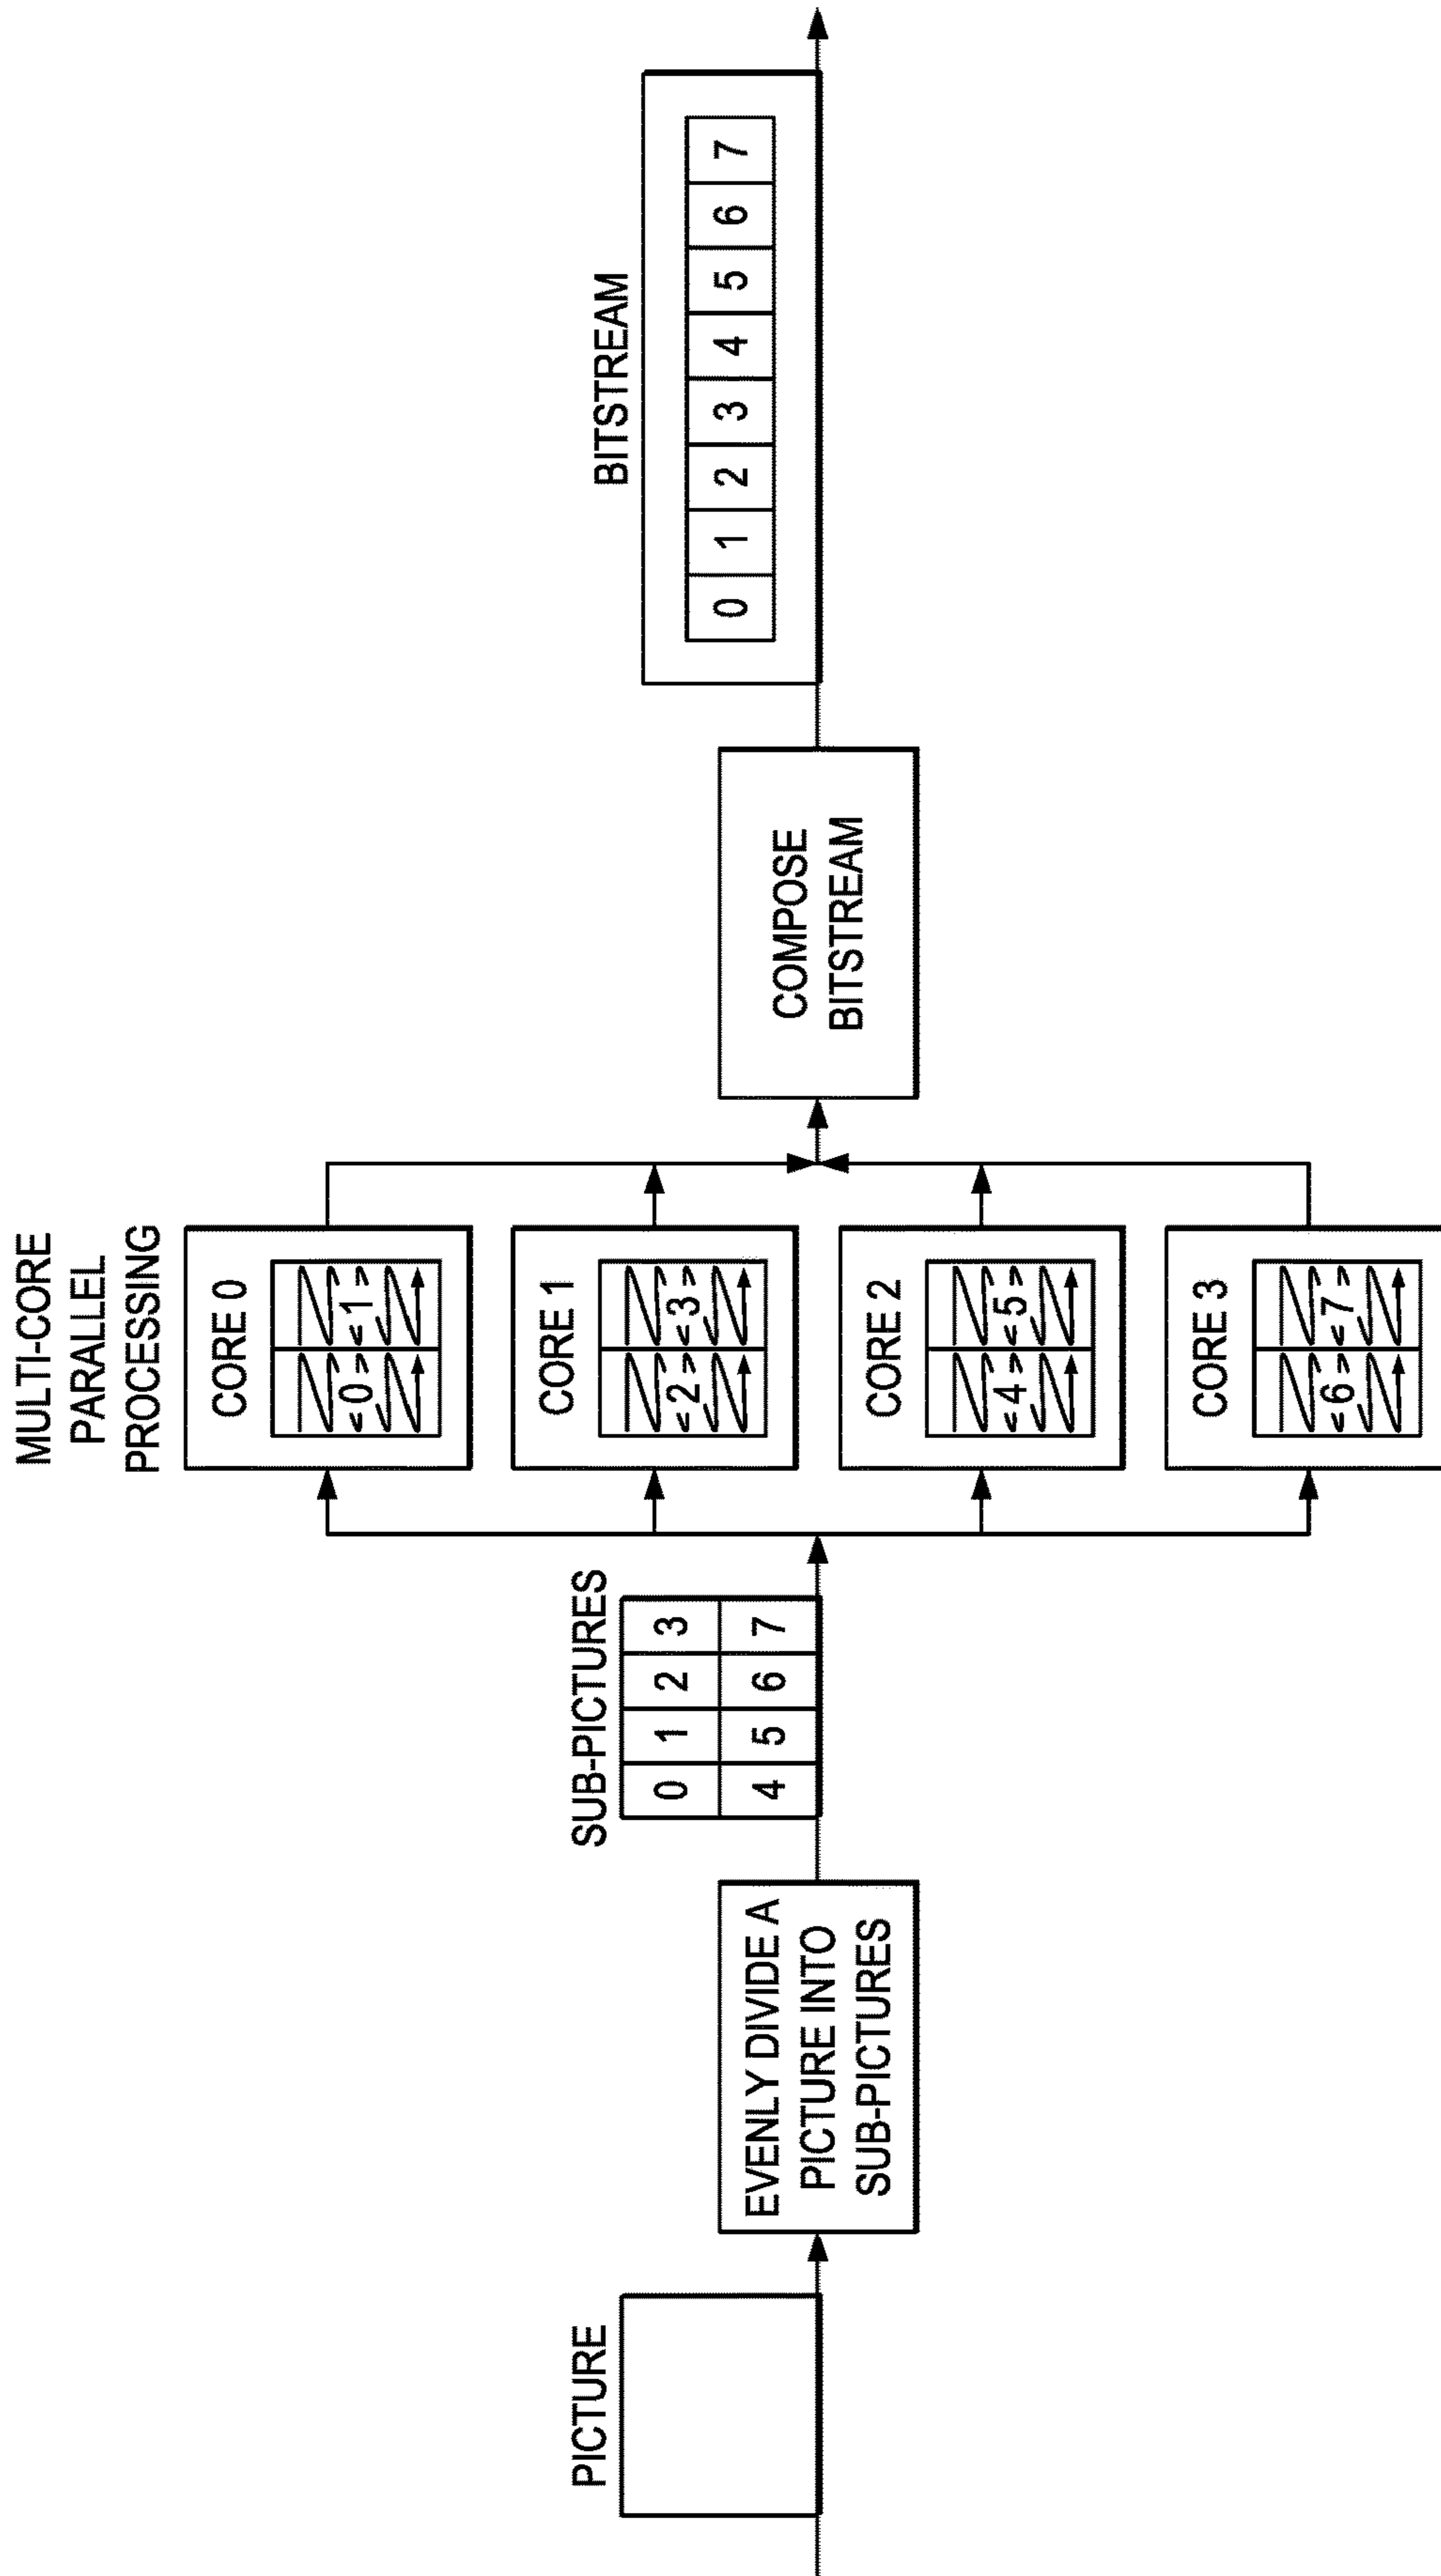 PICTURE
EVENLY DIVIDE A
PICTURE INTO
SUB-PICTURES
SUB-PICTURES
0 1 2 3
4 5 6 7
MULTI-CORE
PARALLEL
PROCESSING
CORE 0
0 1
CORE 1
2 3
CORE 2
4 5
CORE 3
6 7
COMPOSE
BITSTREAM
BITSTREAM
0 1 2 3 4 5 6 7